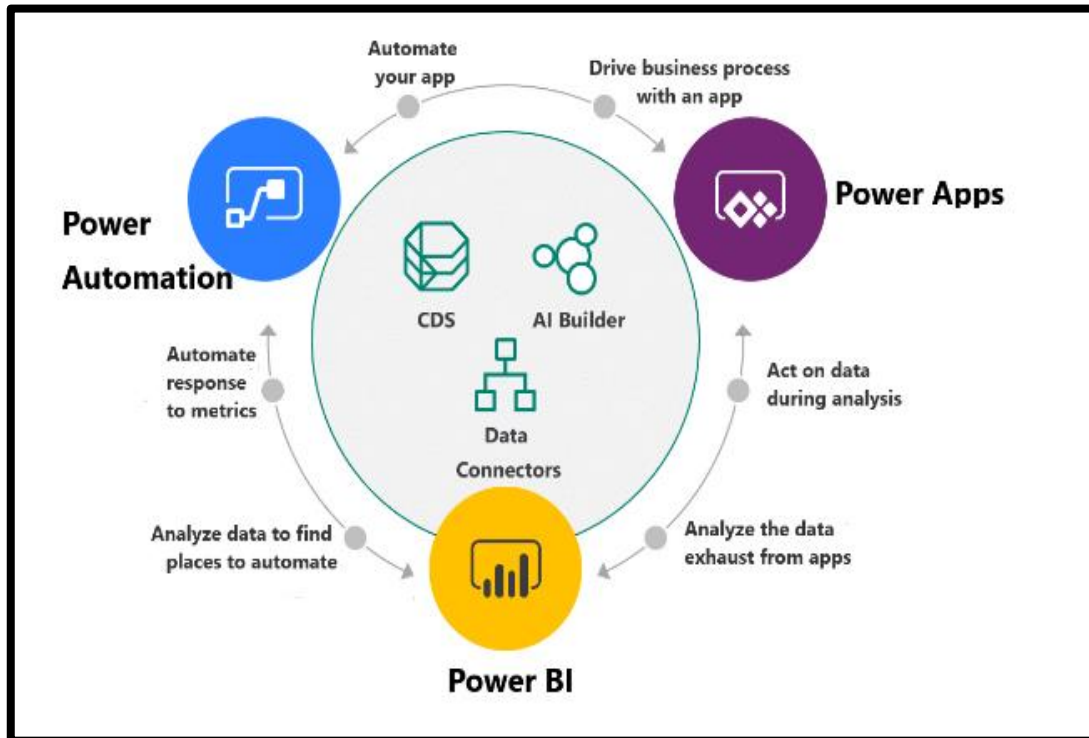 Automate
your app
Drive business process
with an app
Power
Automation
Power Apps
CDS
AI Builder
Automate
response
to metrics
Act on data
during analysis
Data
Connectors
Analyze data to find
places to automate
Analyze the data
exhaust from apps
Power BI